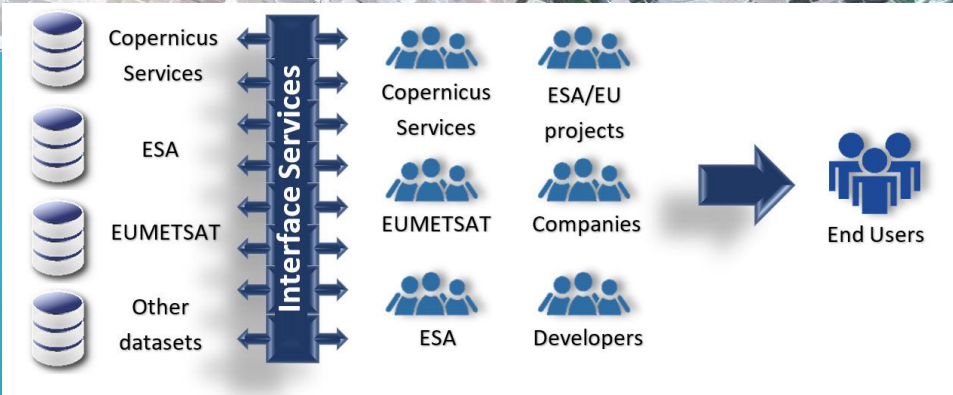 Copernicus
Services
ESA
EUMETSAT
Other
datasets
Interface Services
Copernicus
Services
ESA/EU
projects
EUMETSAT
Companies
ESA
Developers
End Users